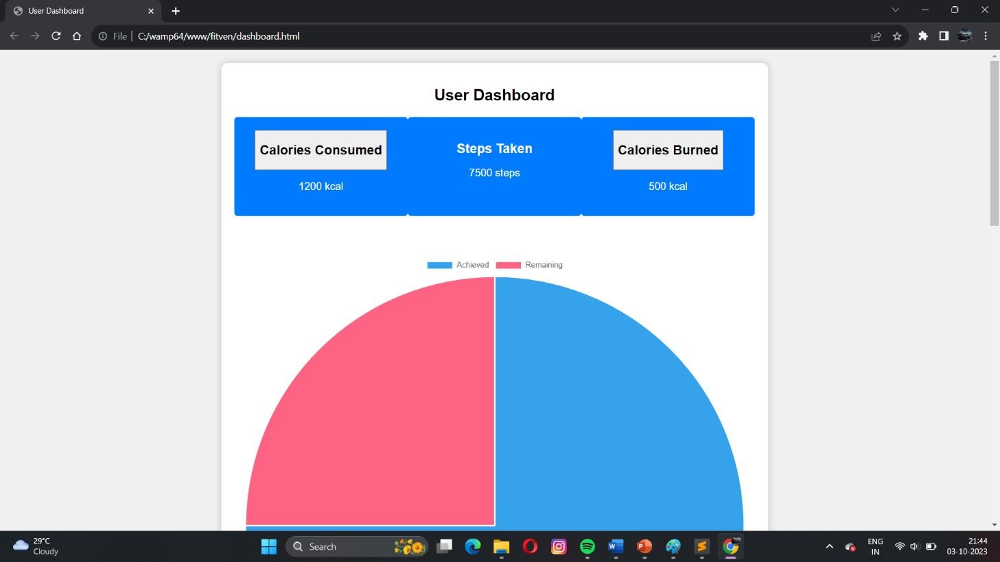 User Dashboard
File
C:/wamp64/www/fitven/dashboard.html
User Dashboard
Calories Consumed
1200 kcal
Steps Taken
7500 steps
Calories Burned
500 kcal
Achieved
Remaining
29°C
Cloudy
Search
W
P
S
ENG
IN
21:44
03-10-2023